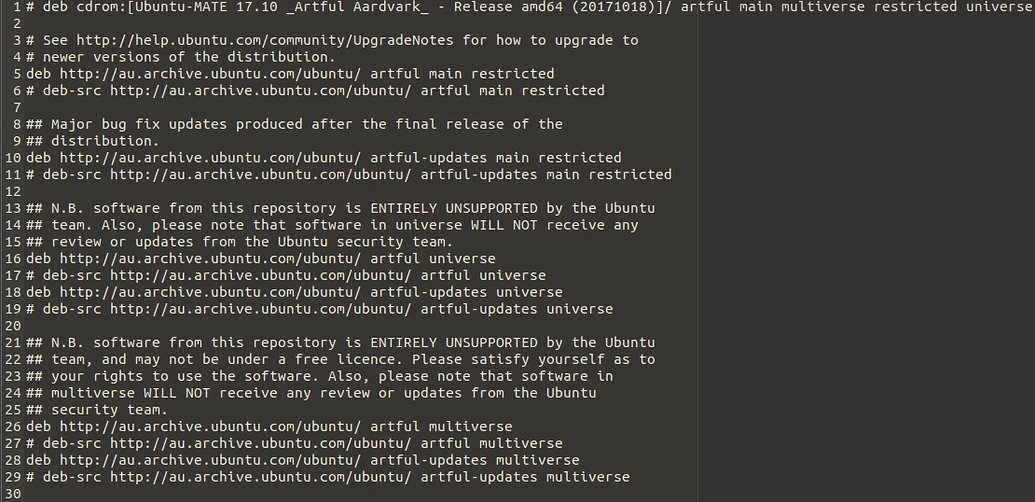 1 # deb cdrom:[Ubuntu-MATE 17.10 _Artful Aardvark_ - Release amd64 (20171018)]/ artful main multiverse restricted universe
2
3 # See http://help.ubuntu.com/community/UpgradeNotes for how to upgrade to
4 # newer versions of the distribution.
5 deb http://au.archive.ubuntu.com/ubuntu/ artful main restricted
6 # deb-src http://au.archive.ubuntu.com/ubuntu/ artful main restricted
7
8 ## Major bug fix updates produced after the final release of the
9 ## distribution.
10 deb http://au.archive.ubuntu.com/ubuntu/ artful-updates main restricted
11 # deb-src http://au.archive.ubuntu.com/ubuntu/ artful-updates main restricted
12
13 ## N.B. software from this repository is ENTIRELY UNSUPPORTED by the Ubuntu
14 ## team. Also, please note that software in universe WILL NOT receive any
15 ## review or updates from the Ubuntu security team.
16 deb http://au.archive.ubuntu.com/ubuntu/ artful universe
17 # deb-src http://au.archive.ubuntu.com/ubuntu/ artful universe
18 deb http://au.archive.ubuntu.com/ubuntu/ artful-updates universe
19 # deb-src http://au.archive.ubuntu.com/ubuntu/ artful-updates universe
20
21 ## N.B. software from this repository is ENTIRELY UNSUPPORTED by the Ubuntu
22 ## team, and may not be under a free licence. Please satisfy yourself as to
23 ## your rights to use the software. Also, please note that software in
24 ## multiverse WILL NOT receive any review or updates from the Ubuntu
25 ## security team.
26 deb http://au.archive.ubuntu.com/ubuntu/ artful multiverse
27 # deb-src http://au.archive.ubuntu.com/ubuntu/ artful multiverse
28 deb http://au.archive.ubuntu.com/ubuntu/ artful-updates multiverse
29 # deb-src http://au.archive.ubuntu.com/ubuntu/ artful-updates multiverse
30